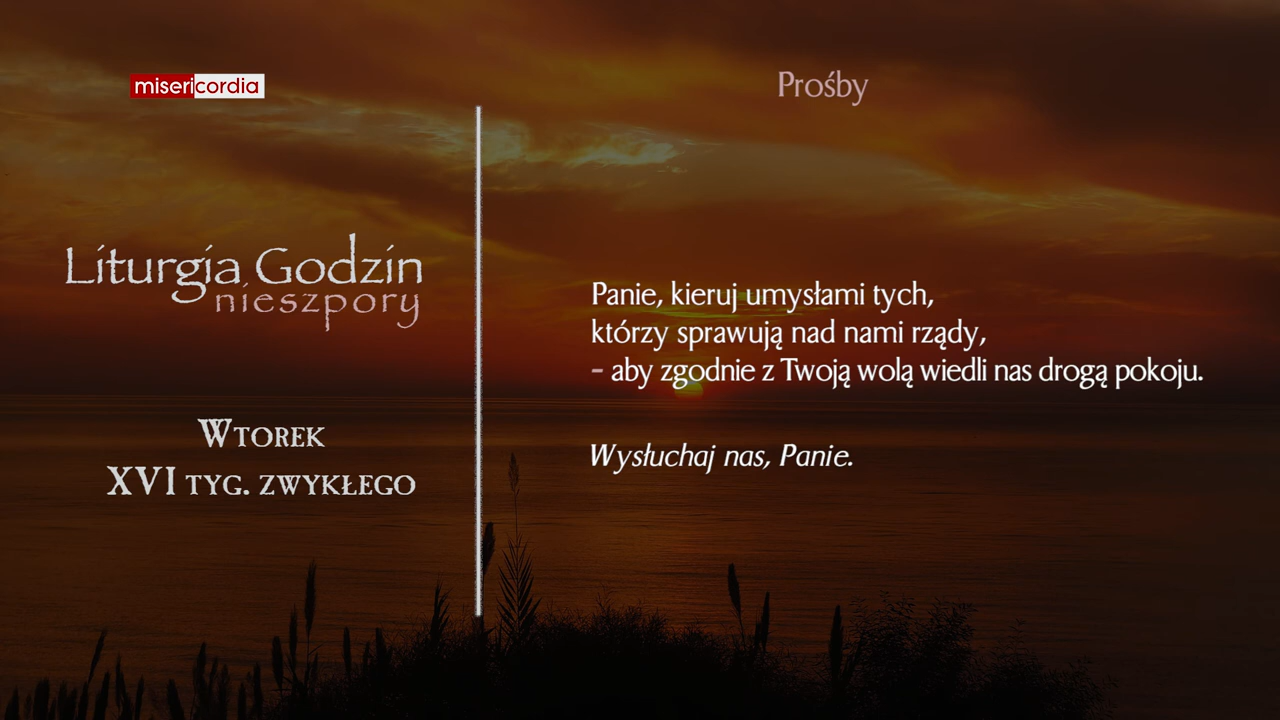 misericordia
Liturgia Godzin
nieszpory
Wtorek
XVI tyg. zwykłego
Prośby
Panie, kieruj umysłami tych,
którzy sprawują nad nami rządy,
- aby zgodnie z Twoją wolą wiedli nas drogą pokoju.
Wysłuchaj nas, Panie.